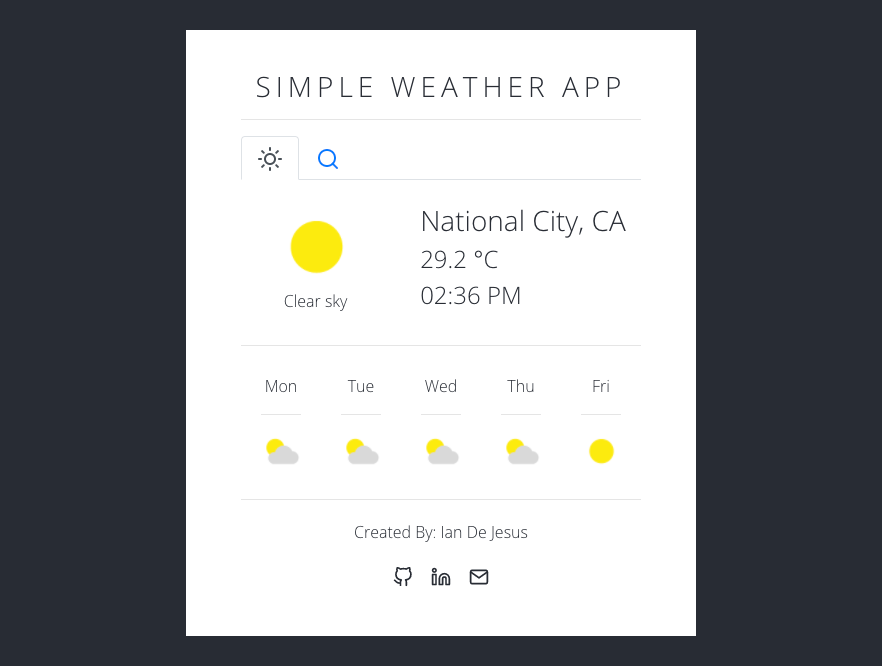 SIMPLE WEATHER APP
National City, CA
29.2 °C
02:36 PM
Clear sky
Mon Tue Wed Thu Fri
Created By: Ian De Jesus